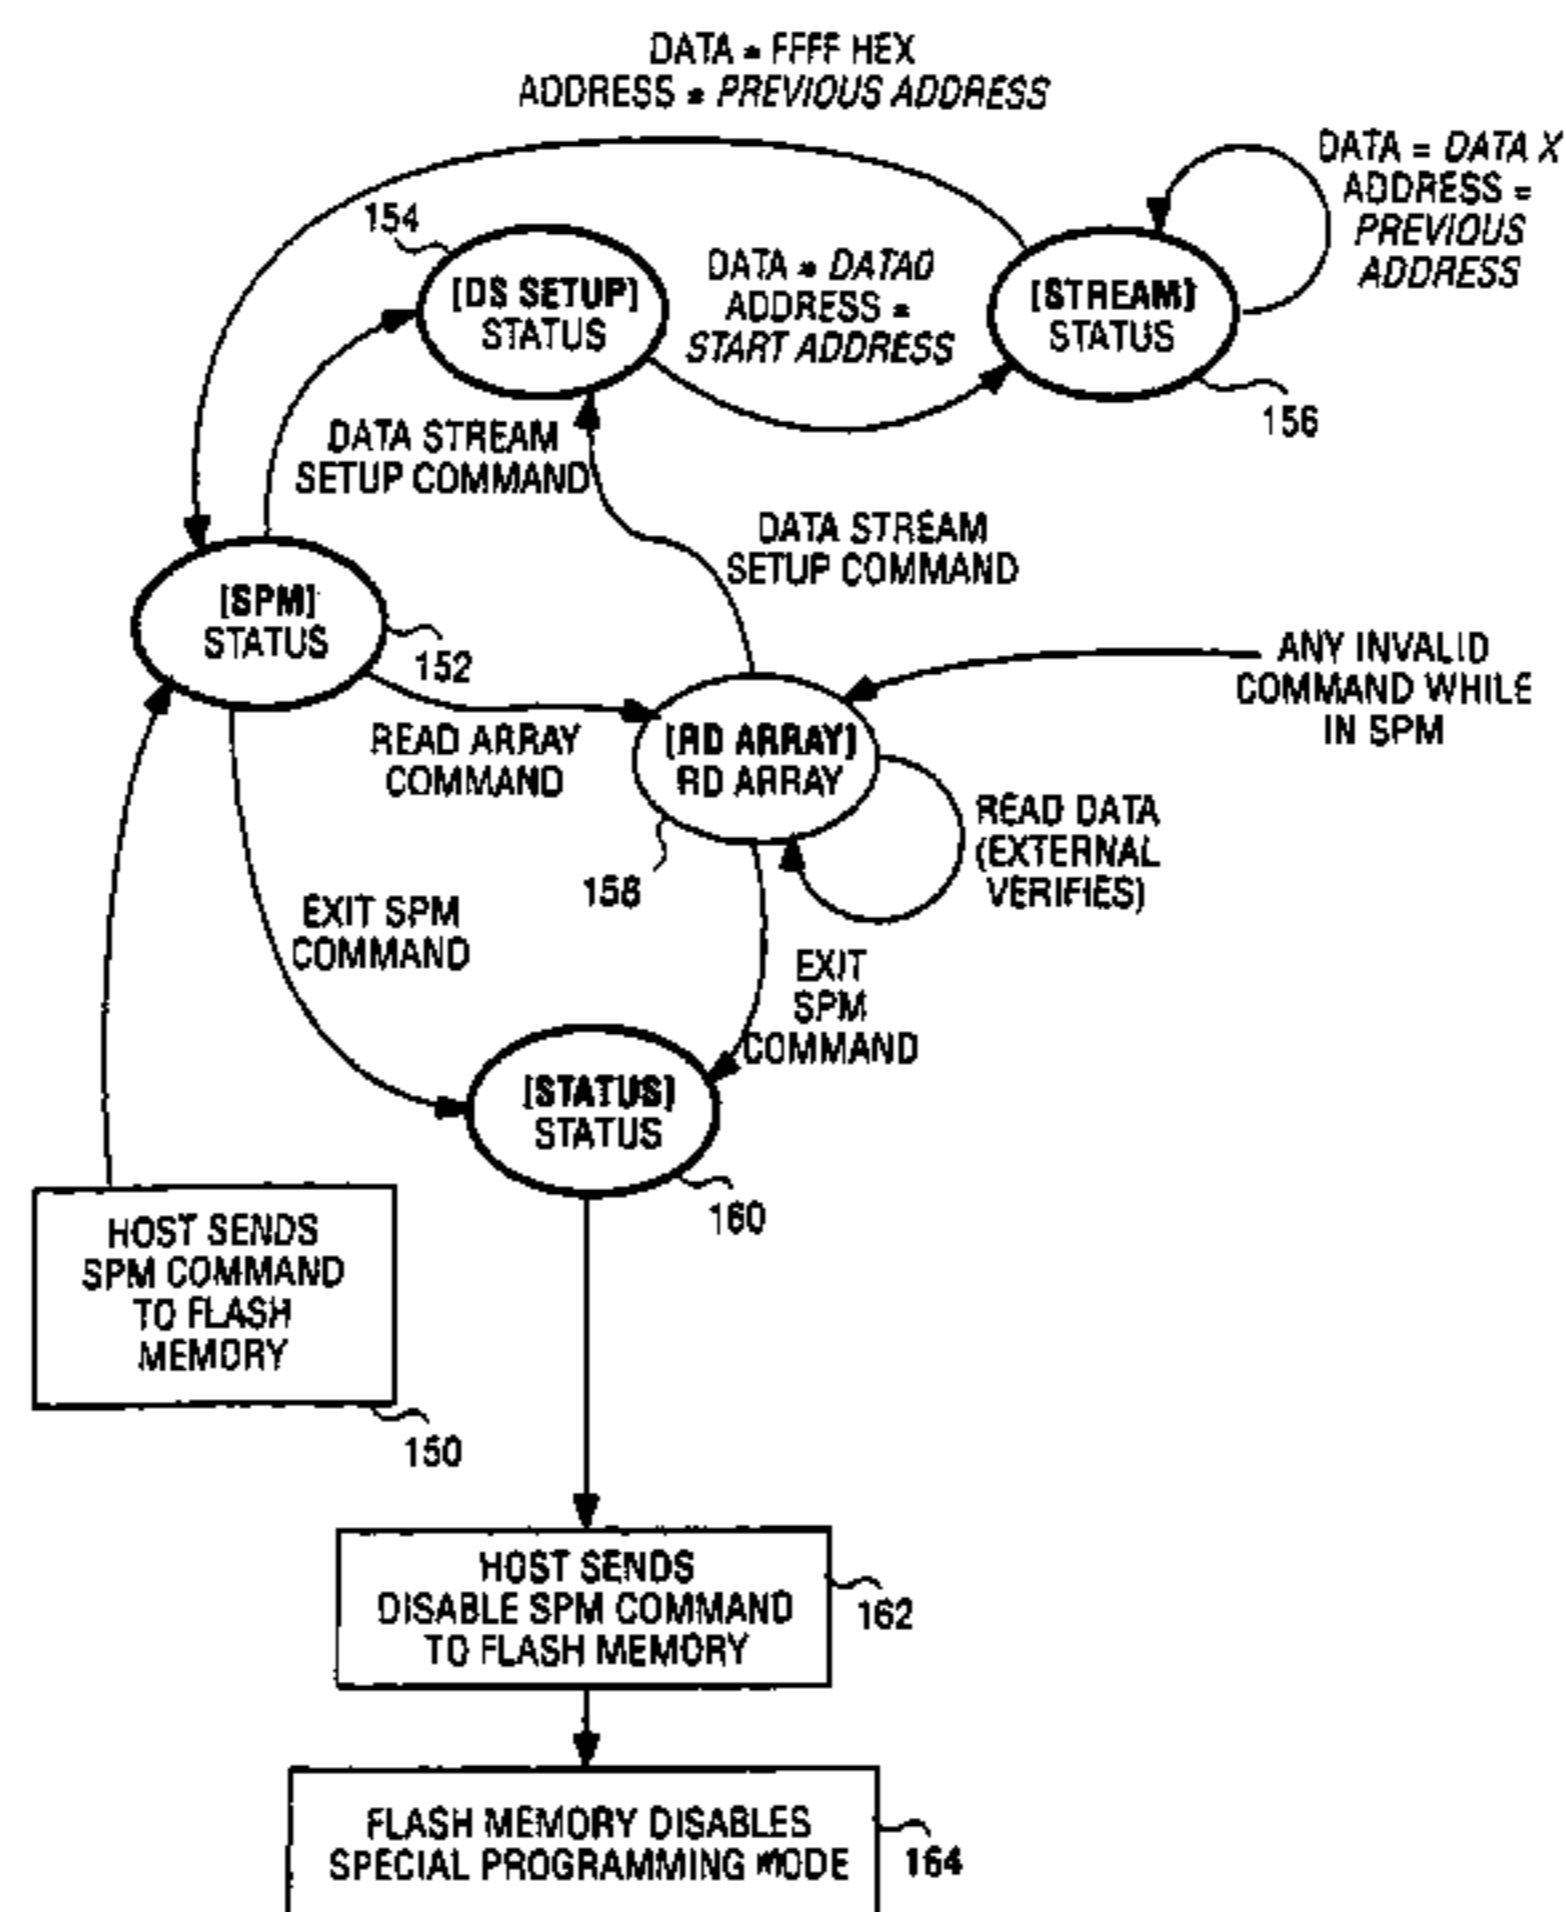 DATA = FFFF HEX
ADDRESS = PREVIOUS ADDRESS
DATA = DATA X
ADDRESS =
PREVIOUS
ADDRESS
154
[DS SETUP]
STATUS
DATA = DATA0
ADDRESS =
START ADDRESS
[STREAM]
STATUS
156
DATA STREAM
SETUP COMMAND
DATA STREAM
SETUP COMMAND
[SPM]
STATUS
152
READ ARRAY
COMMAND
[RD ARRAY]
RD ARRAY
158
ANY INVALID
COMMAND WHILE
IN SPM
READ DATA
(EXTERNAL
VERIFIES)
EXIT SPM
COMMAND
EXIT
SPM
COMMAND
[STATUS]
STATUS
160
HOST SENDS
SPM COMMAND
TO FLASH
MEMORY
150
HOST SENDS
DISABLE SPM COMMAND
TO FLASH MEMORY
162
FLASH MEMORY DISABLES
SPECIAL PROGRAMMING MODE
164